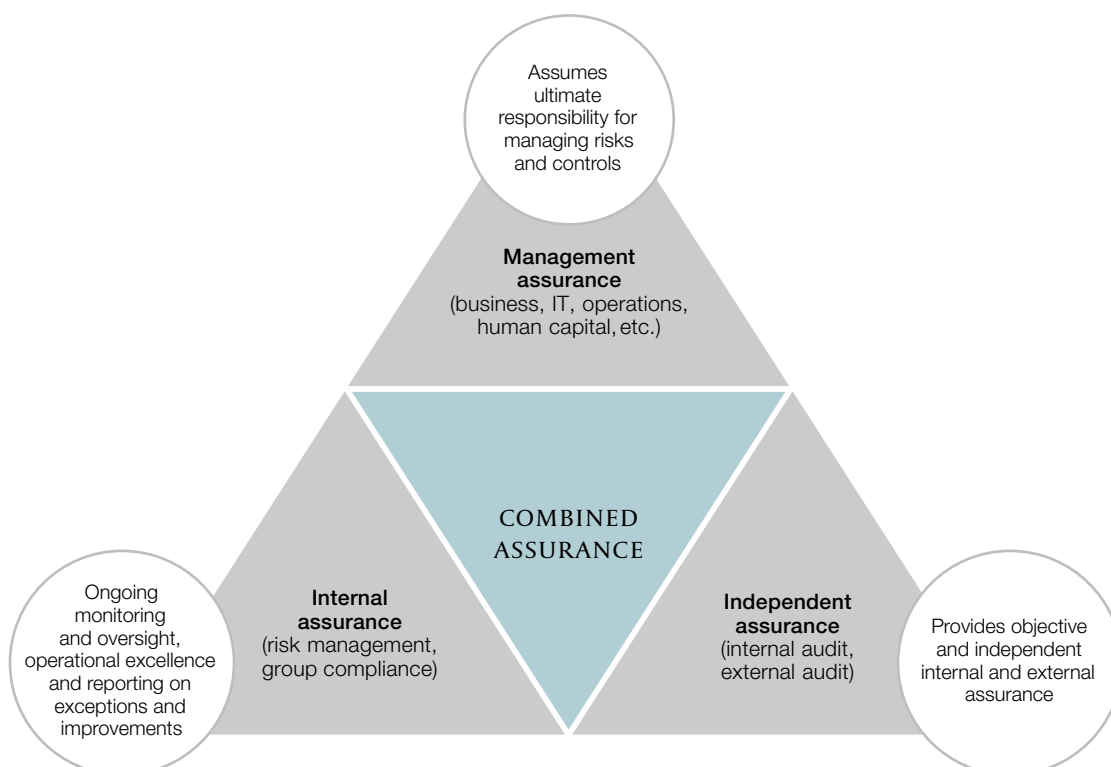 Assumes
ultimate
responsibility for
managing risks
and controls
Management
assurance
(business, IT, operations,
human capital, etc.)
COMBINED
ASSURANCE
Ongoing
monitoring
and oversight,
operational excellence
and reporting on
exceptions and
improvements
Internal
assurance
(risk management,
group compliance)
Independent
assurance
(internal audit,
external audit)
Provides objective
and independent
internal and external
assurance